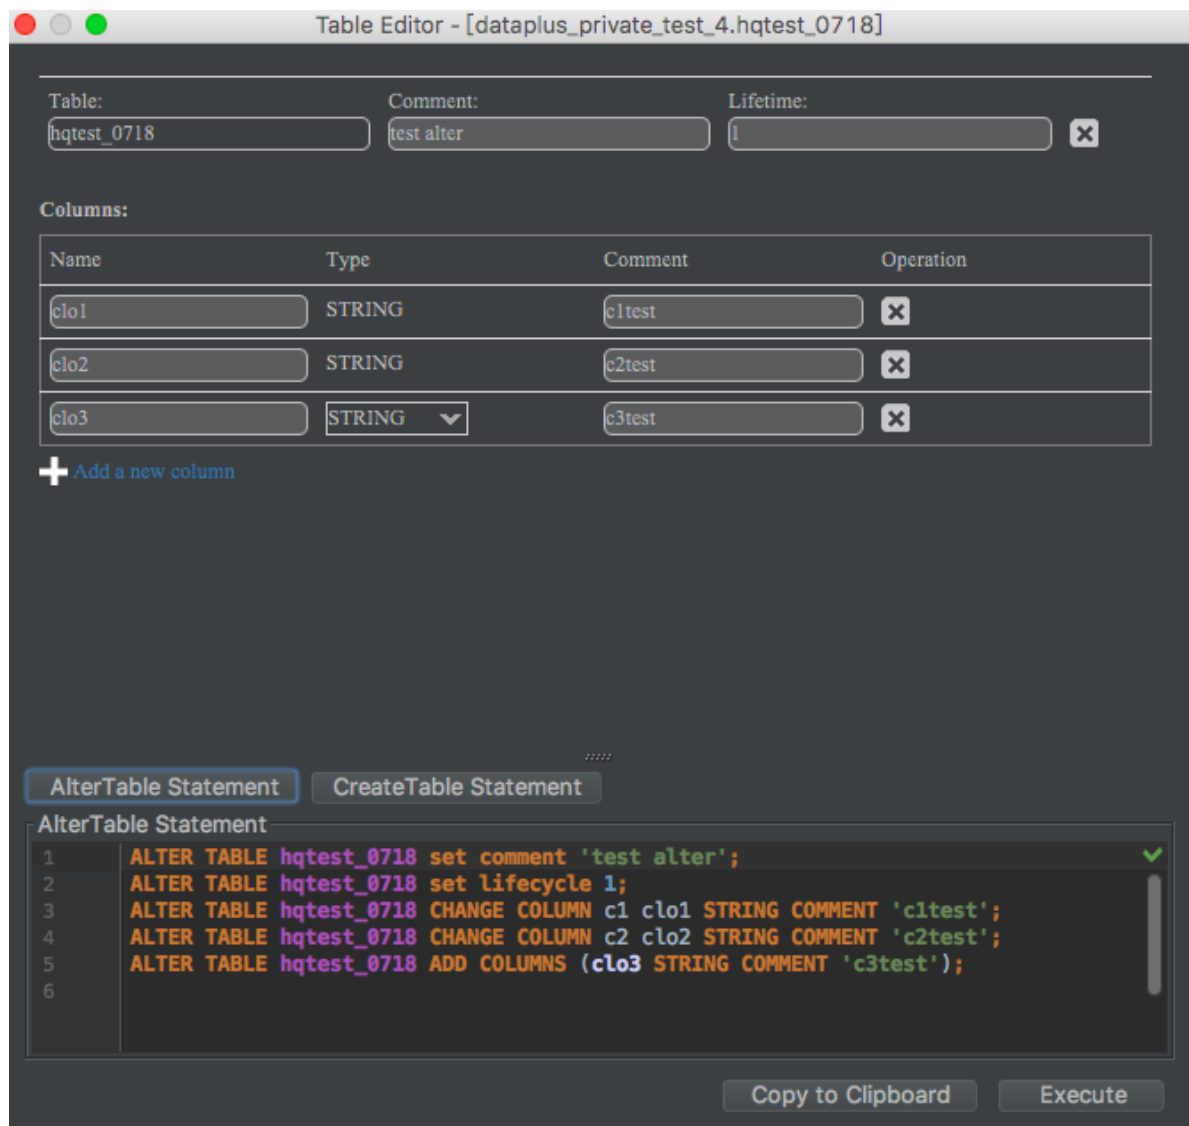 Table Editor - [dataplus_private_test_4.hqtest_0718]
Table: Comment: Lifetime:
hqtest_0718 test alter 1
Columns:
Name Type Comment Operation
clo1 STRING c1test
clo2 STRING c2test
clo3 STRING c3test
Add a new column
AlterTable Statement CreateTable Statement
AlterTable Statement
1 ALTER TABLE hqtest_0718 set comment 'test alter';
2 ALTER TABLE hqtest_0718 set lifecycle 1;
3 ALTER TABLE hqtest_0718 CHANGE COLUMN c1 clo1 STRING COMMENT 'c1test';
4 ALTER TABLE hqtest_0718 CHANGE COLUMN c2 clo2 STRING COMMENT 'c2test';
5 ALTER TABLE hqtest_0718 ADD COLUMNS (clo3 STRING COMMENT 'c3test');
6
Copy to Clipboard Execute